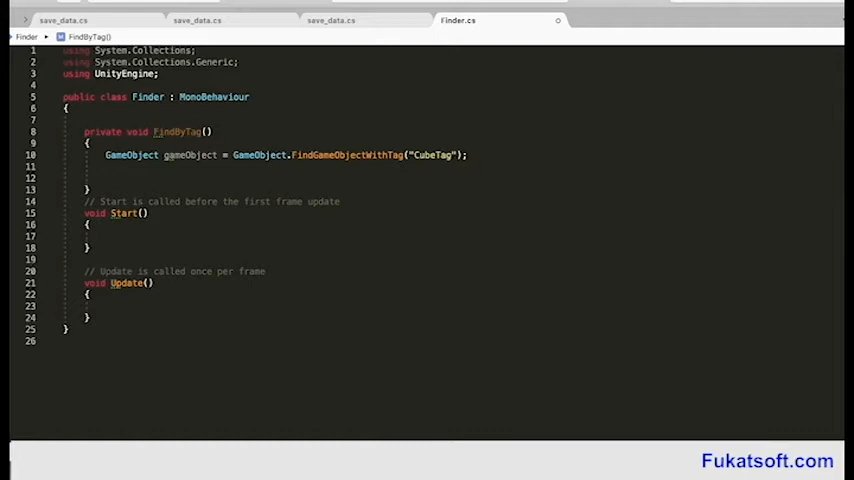 save_data.cs save_data.cs save_data.cs Finder.cs
Finder FindByTag()
1 using System.Collections;
2 using System.Collections.Generic;
3 using UnityEngine;
4
5 public class Finder : MonoBehaviour
6 {
7
8 private void FindByTag()
9 {
10 GameObject gameObject = GameObject.FindGameObjectWithTag("CubeTag");
11
12
13 }
14 // Start is called before the first frame update
15 void Start()
16 {
17
18 }
19
20 // Update is called once per frame
21 void Update()
22 {
23
24 }
25 }
26
Fukatsoft.com